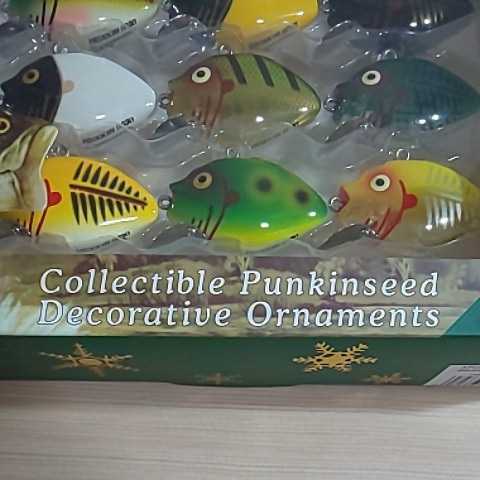 Collectible Punkinseed
Decorative Ornaments